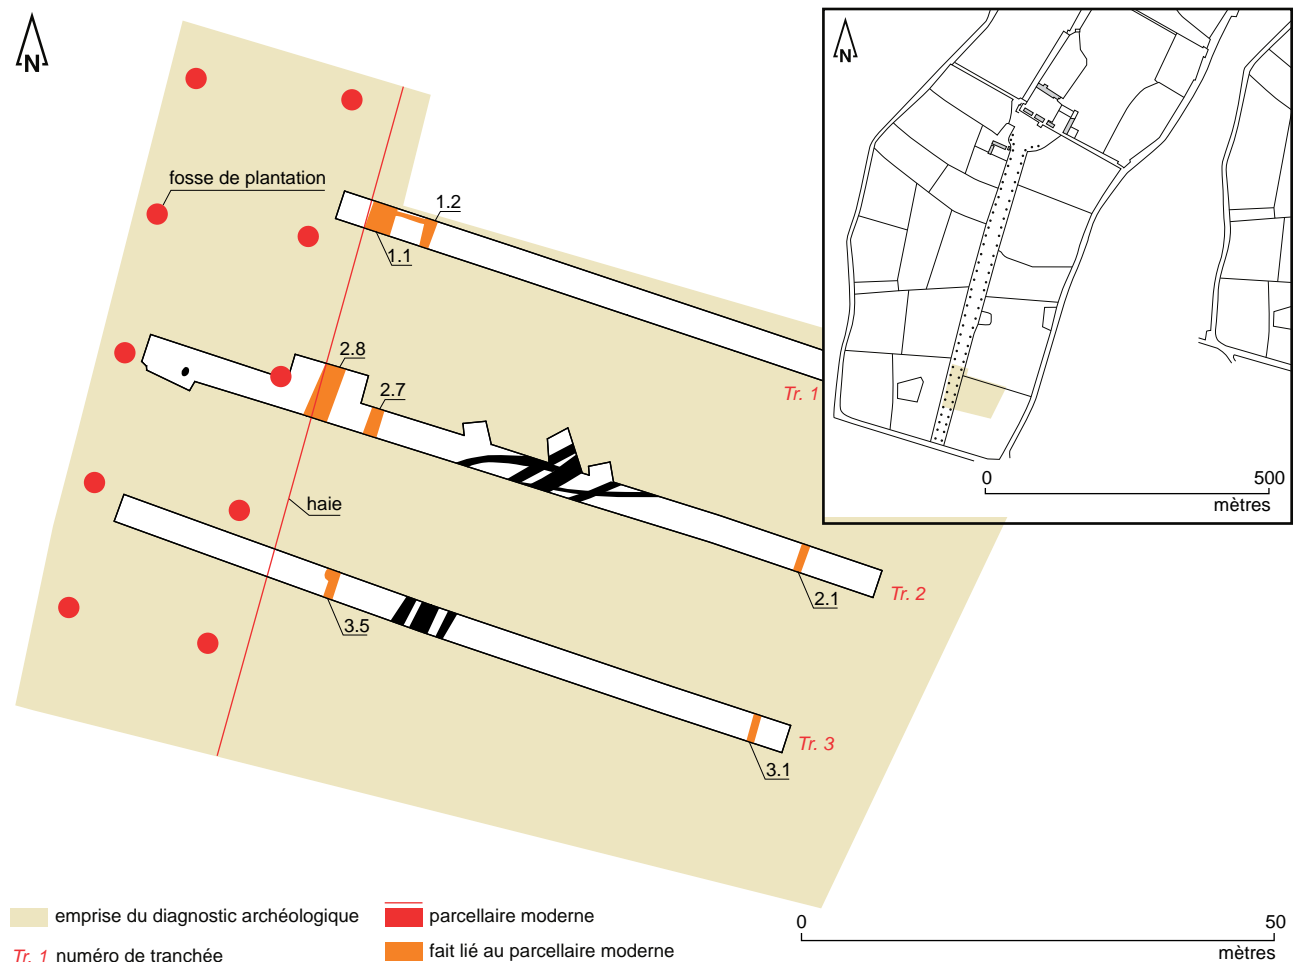 N
N
fosse de plantation
1.2
1.1
2.8
2.7
Tr. 1
0
500
mètres
haie
2.1
Tr. 2
3.5
Tr. 3
3.1
emprise du diagnostic archéologique
parcellaire moderne
0
50
Tr. 1 numéro de tranchée
fait lié au parcellaire moderne
mètres